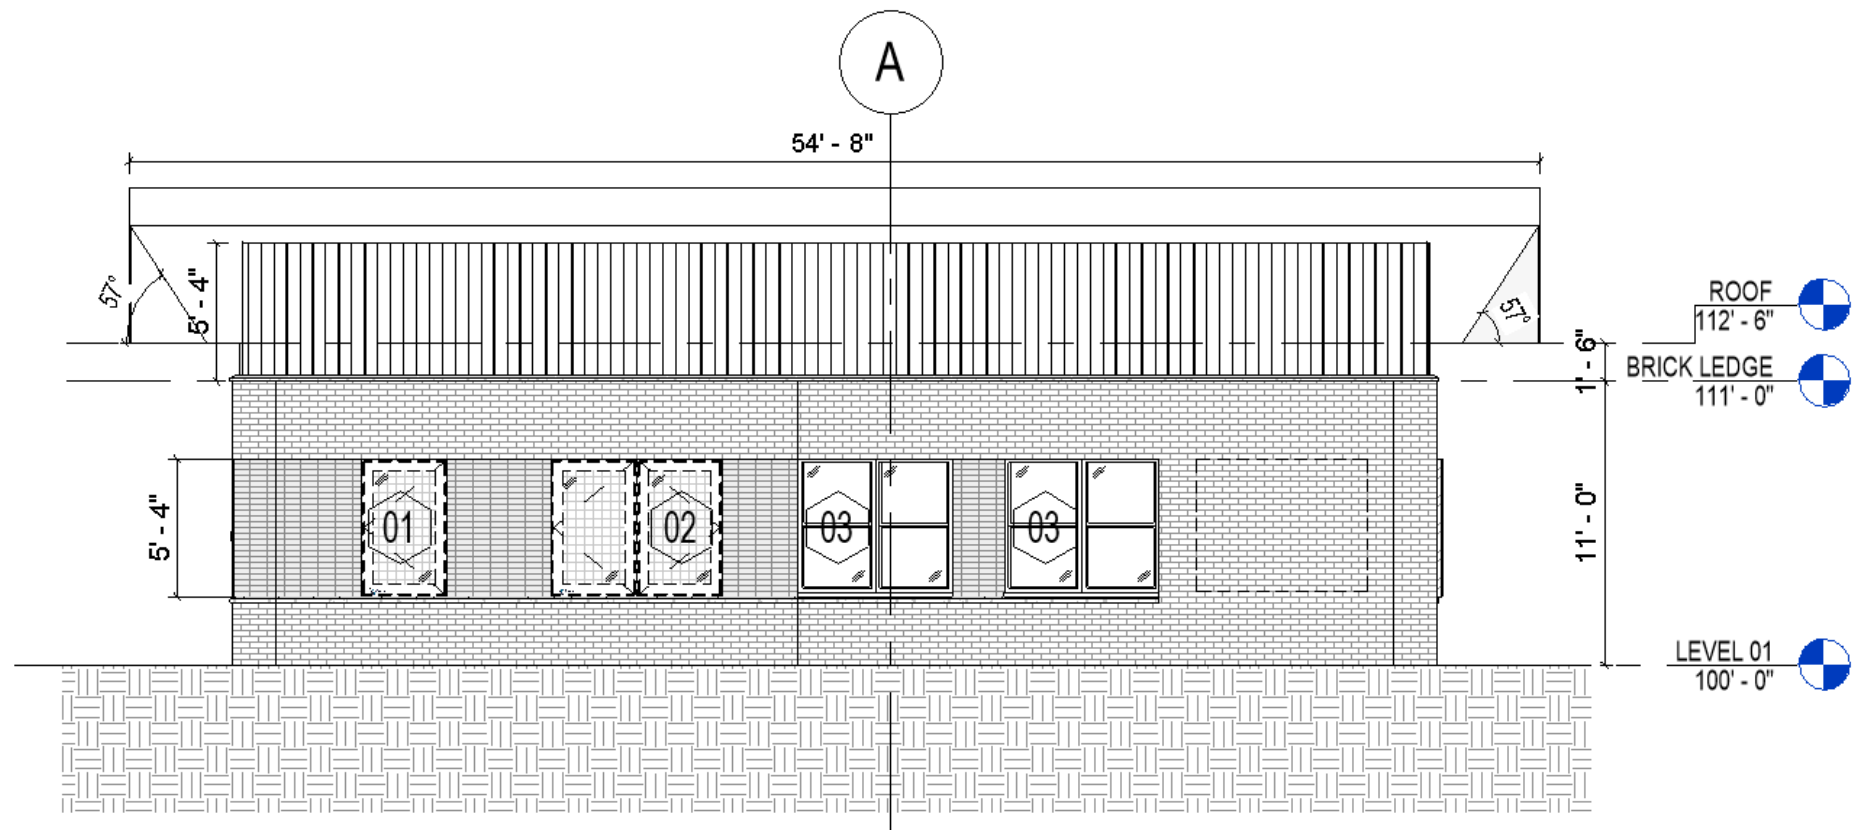 A
54' - 8"
57°
5' - 4"
57°
ROOF
112' - 6"
1' - 6"
BRICK LEDGE
111' - 0"
5' - 4"
01
02
03
03
11' - 0"
LEVEL 01
100' - 0"